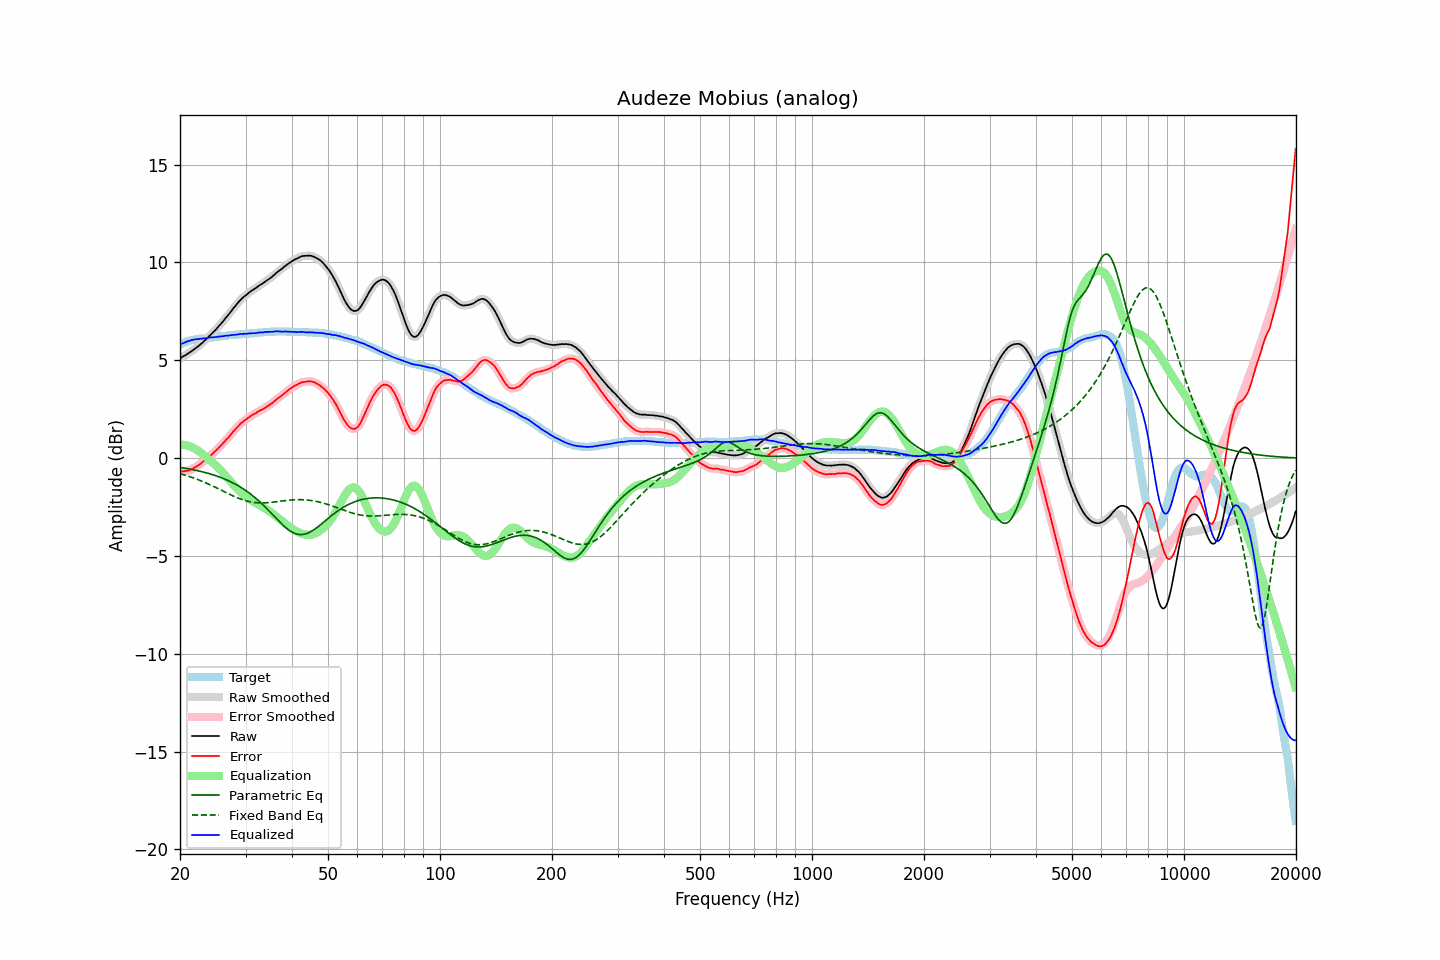 Audeze Mobius (analog)
Amplitude (dBr)
15
10
5
0
−5
−10
−15
−20
Target
Raw Smoothed
Error Smoothed
Raw
Error
Equalization
Parametric Eq
Fixed Band Eq
Equalized
20 50 100 200 500 1000 2000 5000 10000 20000
Frequency (Hz)